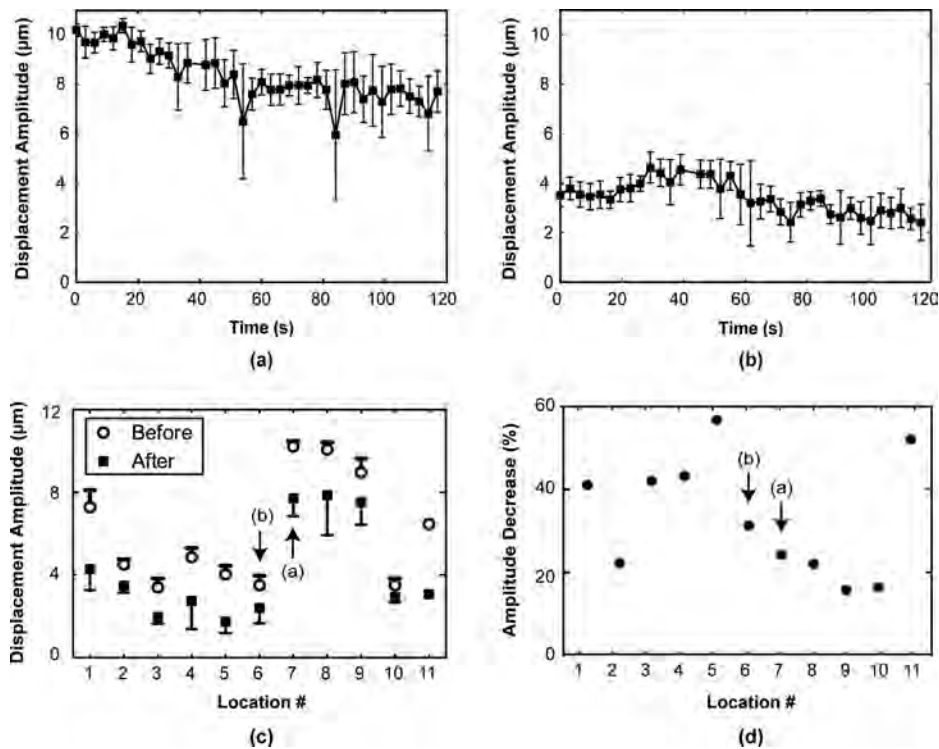 Displacement Amplitude (μm)
10
8
6
4
2
0
0 20 40 60 80 100 120
Time (s)
(a)
Displacement Amplitude (μm)
10
8
6
4
2
0
0 20 40 60 80 100 120
Time (s)
(b)
Displacement Amplitude (μm)
12
8
4
0
Before
After
(b)
(a)
1 2 3 4 5 6 7 8 9 10 11
Location #
(c)
Amplitude Decrease (%)
60
40
20
0
(b)
(a)
1 2 3 4 5 6 7 8 9 10 11
Location #
(d)